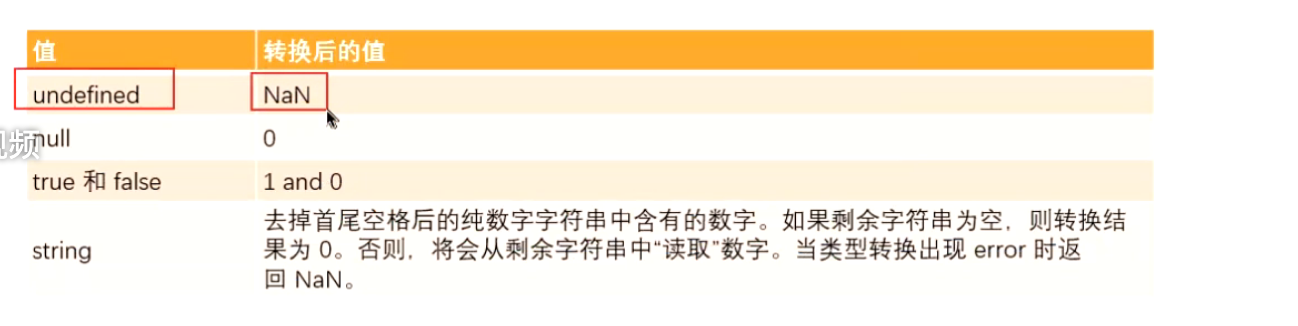 值 转换后的值
undefined NaN
null 0
视频
true 和 false 1 and 0
去掉首尾空格后的纯数字字符串中含有的数字。如果剩余字符串为空，则转换结
string 果为 0。否则，将会从剩余字符串中“读取”数字。当类型转换出现 error 时返
回 NaN。